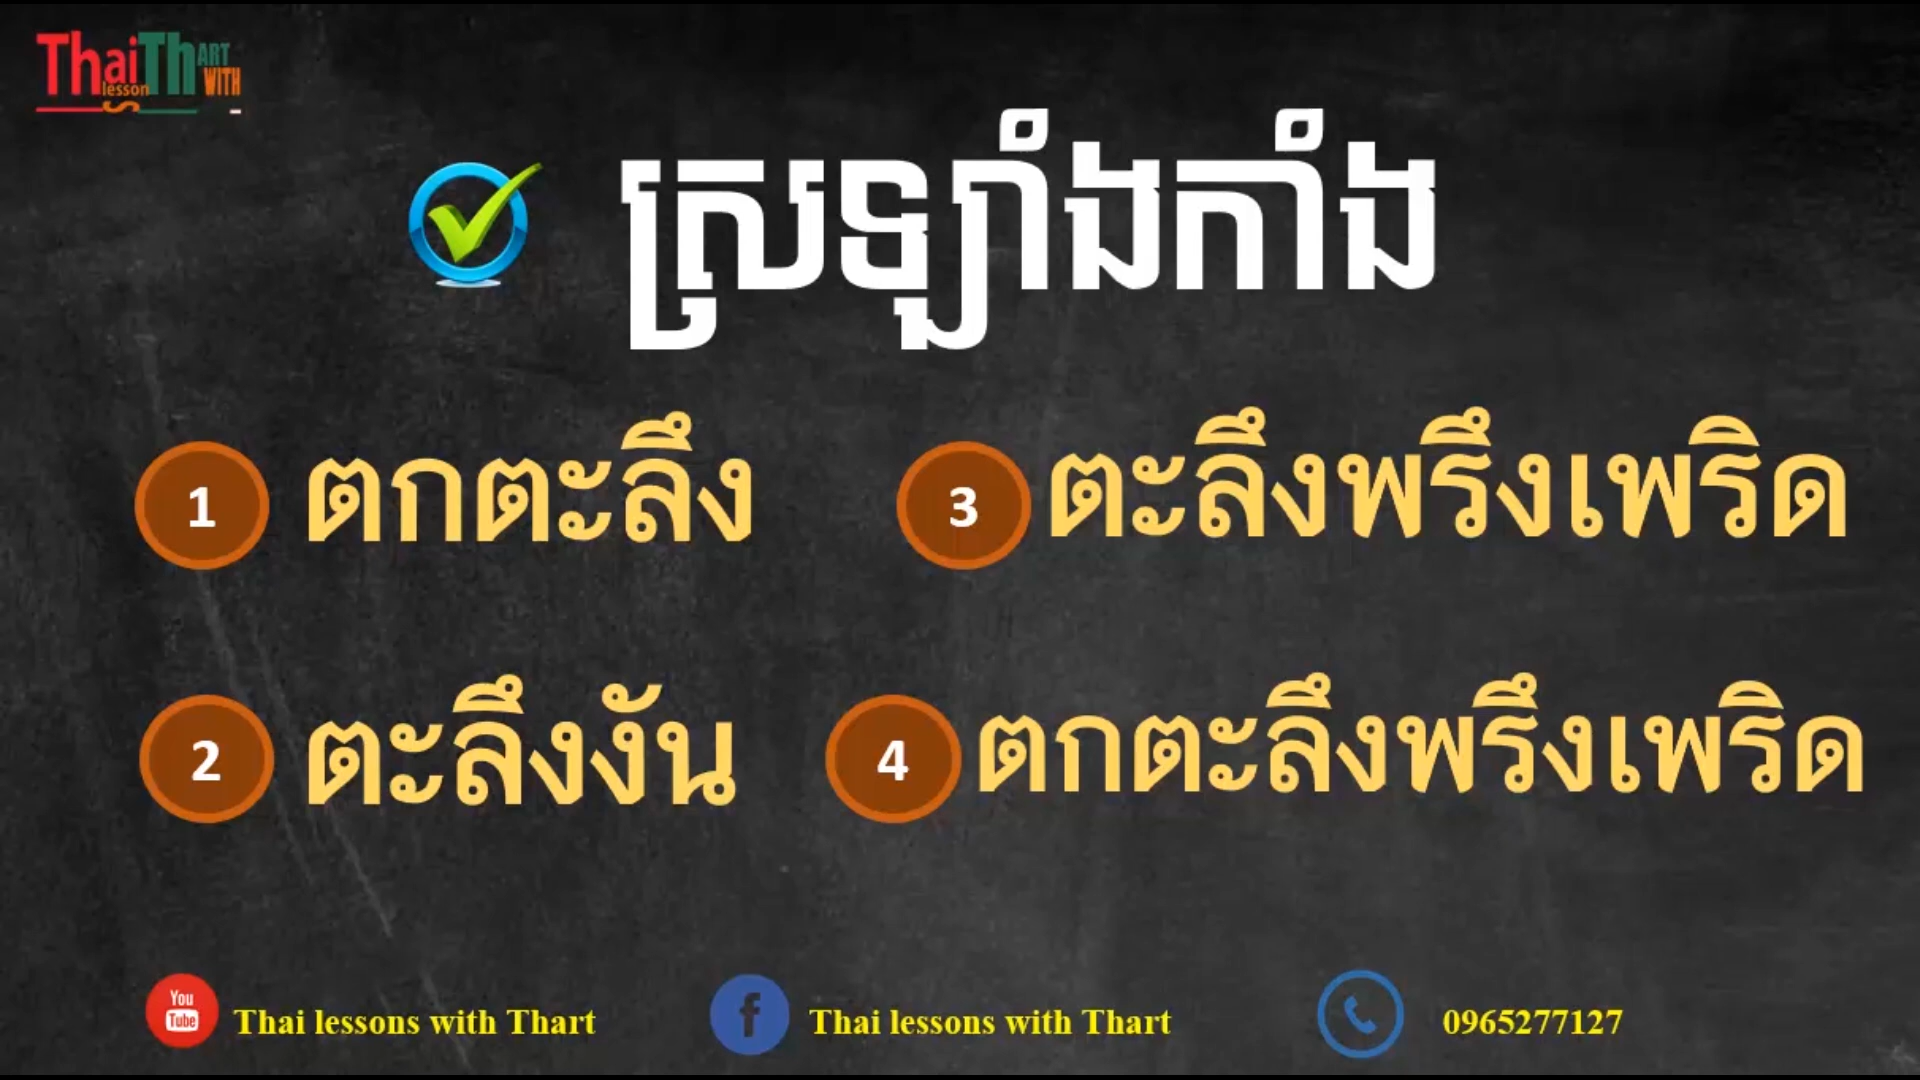 Thai Th ART
lesson WITH
ស្រឡាំងកាំង
1 ตกตะลึง
3 ตะลึงพรึงเพริด
2 ตะลึงงัน
4 ตกตะลึงพรึงเพริด
You
Tube Thai lessons with Thart
f Thai lessons with Thart
0965277127